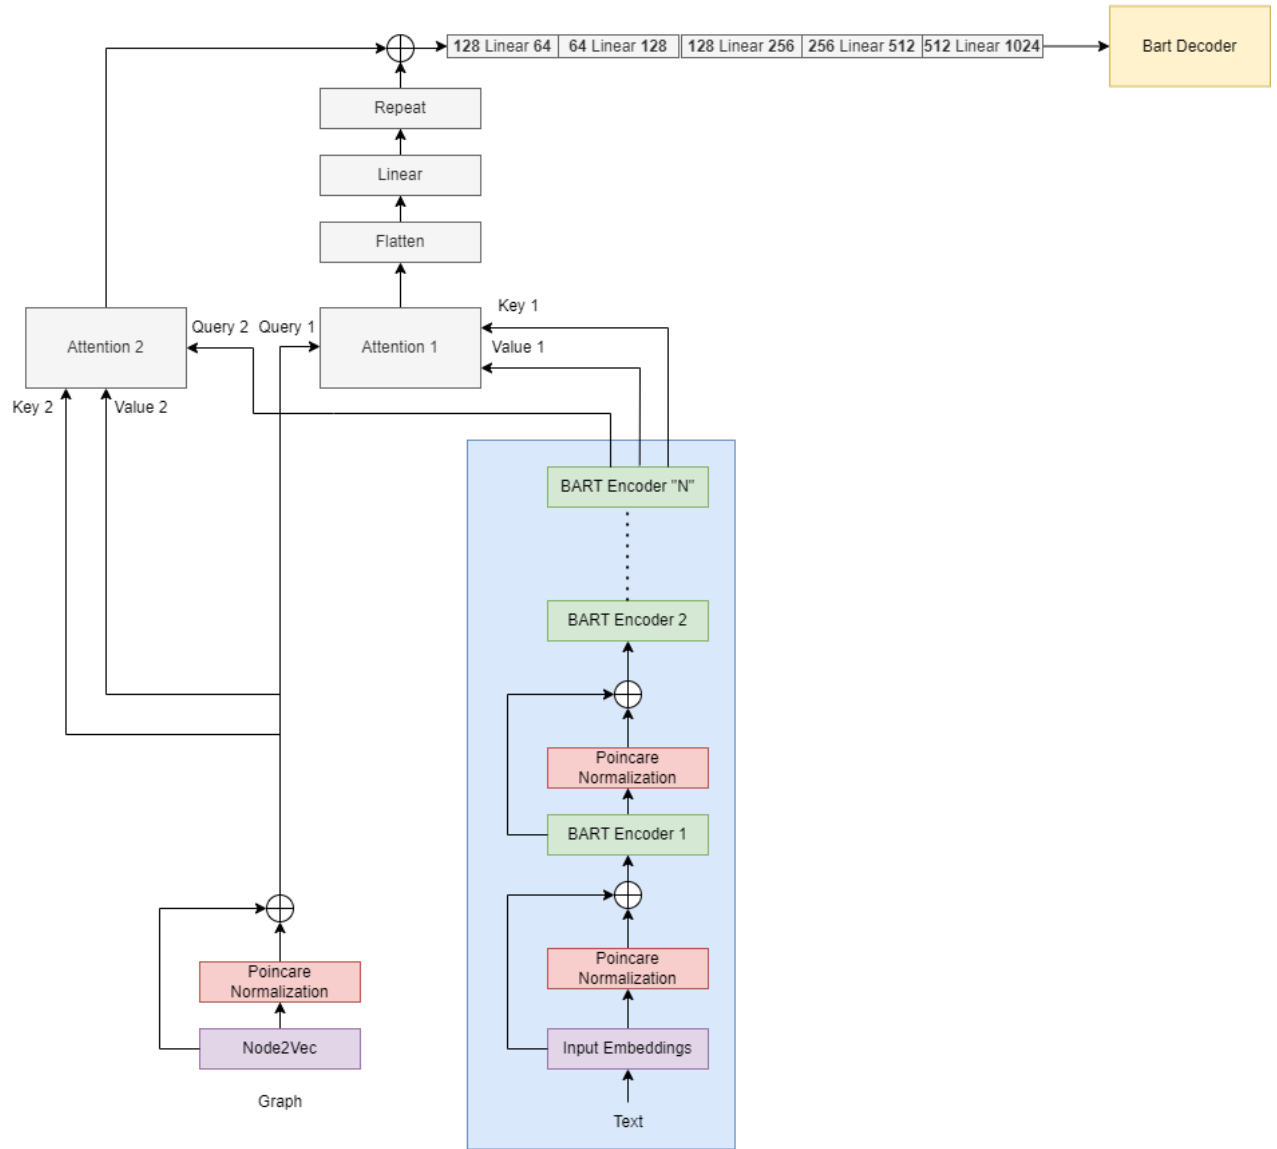 128 Linear 64
64 Linear 128
128 Linear 256
256 Linear 512
512 Linear 1024
Bart Decoder
Repeat
Linear
Flatten
Key 1
Query 2
Query 1
Attention 2
Attention 1
Value 1
Key 2
Value 2
BART Encoder "N"
BART Encoder 2
Poincare
Normalization
BART Encoder 1
Poincare
Normalization
Poincare
Normalization
Node2Vec
Input Embeddings
Graph
Text